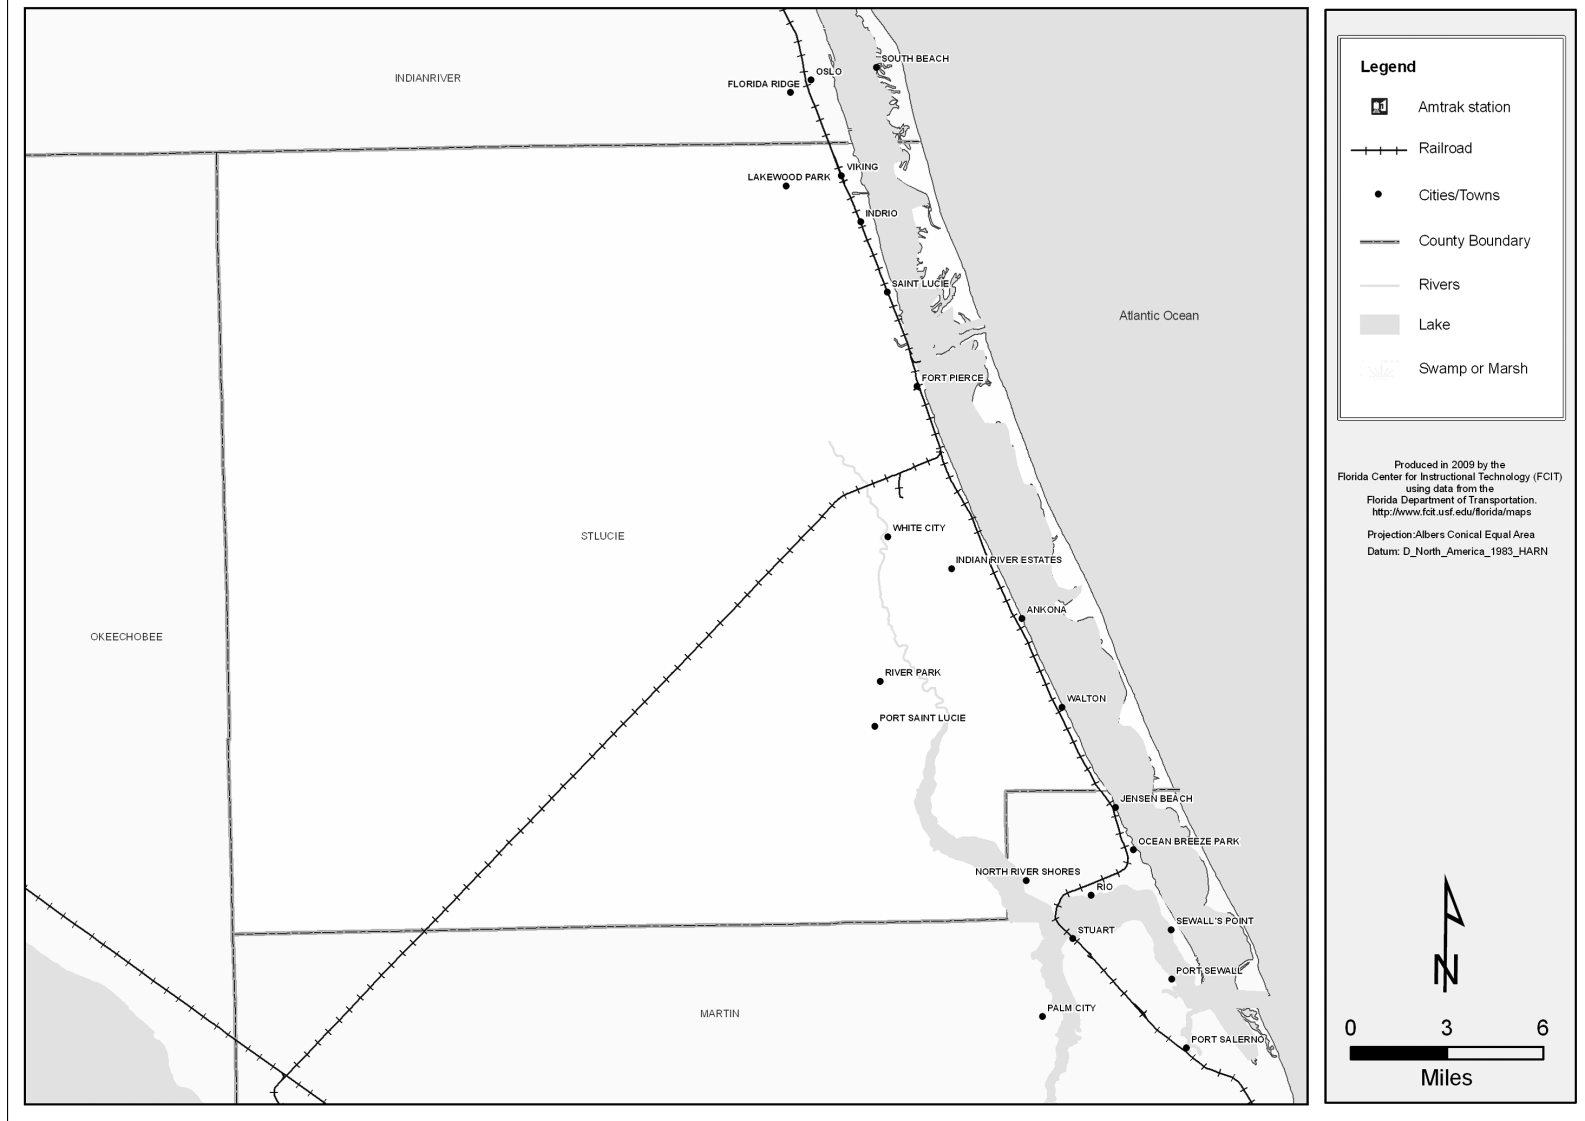 INDIANRIVER
SOUTH BEACH
OSLO
FLORIDA RIDGE
VIKING
LAKEWOOD PARK
INDRIO
SAINT LUCIE
Atlantic Ocean
FORT PIERCE
WHITE CITY
STLUCIE
INDIAN RIVER ESTATES
ANKONA
OKEECHOBEE
RIVER PARK
WALTON
PORT SAINT LUCIE
JENSEN BEACH
OCEAN BREEZE PARK
NORTH RIVER SHORES
RIO
SEWALL'S POINT
STUART
PORT SEWALL
PALM CITY
MARTIN
PORT SALERNO
Legend
Amtrak station
Railroad
Cities/Towns
County Boundary
Rivers
Lake
Swamp or Marsh
Produced in 2009 by the
Florida Center for Instructional Technology (FCIT)
using data from the
Florida Department of Transportation.
http://www.fcit.usf.edu/florida/maps
Projection:Albers Conical Equal Area
Datum: D_North_America_1983_HARN
N
0 3 6
Miles